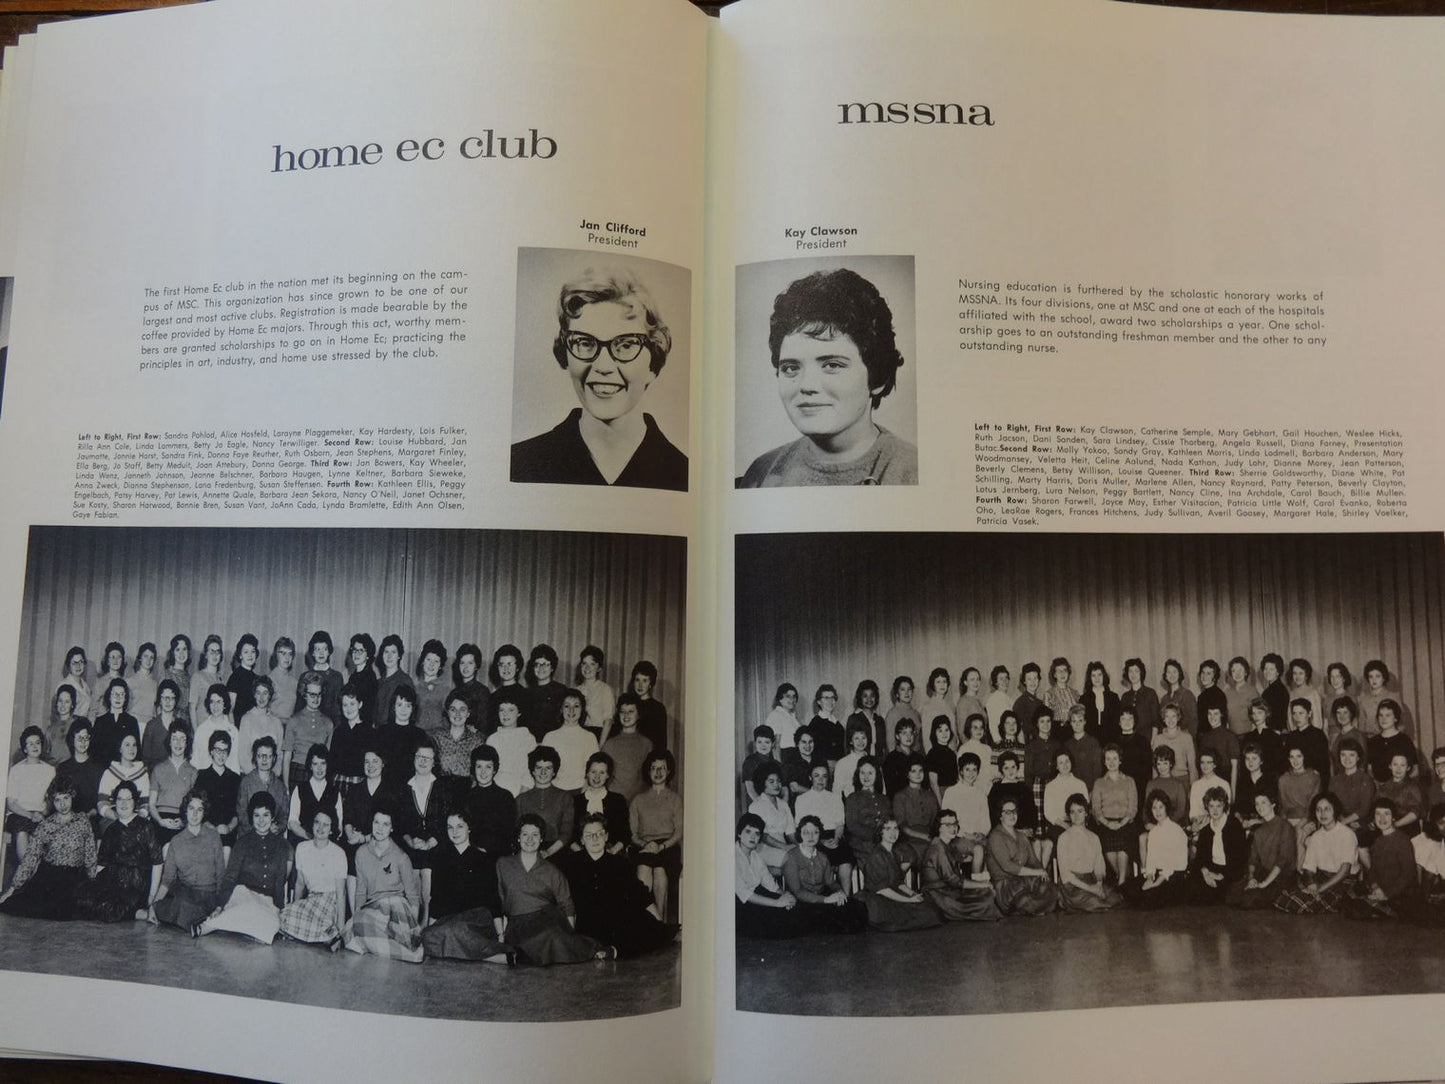 home ec club
Jan Clifford
President
The first Home Ec club in the nation met its beginning on the cam-
pus of MSC. This organization has since grown to be one of our
largest and most active clubs. Registration is made bearable by the
coffee provided by Home Ec majors. Through this act, worthy mem-
bers are granted scholarships to go on in Home Ec; practicing the
principles in art, industry, and home use stressed by the club.
Left to Right, First Row: Sandra Pohlod, Alice Hosfeld, Larayne Plaggemeker, Kay Hardesty, Lois Fulker,
Rilla Ann Cole, Linda Lommers, Betty Jo Eagle, Nancy Terwilliger. Second Row: Louise Hubbard, Jan
Jaumotte, Jonnie Horst, Sandra Fink, Donna Faye Reuther, Ruth Osborn, Jean Stephens, Margaret Finley,
Ella Berg, Jo Staff, Betty Meduit, Joan Attebury, Donna George. Third Row: Jan Bowers, Kay Wheeler,
Linda Wenz, Janneth Johnson, Jeanne Belschner, Barbara Haugen, Lynne Keltner, Barbara Sieweke,
Anna Zweck, Dianna Stephenson, Lana Fredenburg, Susan Steffensen. Fourth Row: Kathleen Ellis, Peggy
Engelbach, Patsy Harvey, Pat Lewis, Annette Quale, Barbara Jean Sekora, Nancy O'Neil, Janet Ochsner,
Sue Kosty, Sharon Harwood, Bonnie Bren, Susan Vant, JoAnn Cada, Lynda Bramlette, Edith Ann Olsen,
Gaye Fabian.
mssna
Kay Clawson
President
Nursing education is furthered by the scholastic honorary works of
MSSNA. Its four divisions, one at MSC and one at each of the hospitals
affiliated with the school, award two scholarships a year. One schol-
arship goes to an outstanding freshman member and the other to any
outstanding nurse.
Left to Right, First Row: Kay Clawson, Catherine Semple, Mary Gebhart, Gail Houchen, Weslee Hicks,
Ruth Jacson, Dani Sanden, Sara Lindsey, Cissie Thorberg, Angela Russell, Diana Forney, Presentation
Butac. Second Row: Molly Yakoo, Sandy Gray, Kathleen Morris, Linda Lodmell, Barbara Anderson, Mary
Woodmansey, Veletta Heit, Celine Aalund, Nada Kathan, Judy Lohr, Dianne Morey, Jean Patterson,
Beverly Clemens, Betsy Willison, Louise Queener. Third Row: Sherrie Goldsworthy, Diane White, Pat
Schilling, Marty Harris, Doris Muller, Marlene Allen, Nancy Raynard, Patty Peterson, Beverly Clayton,
Lotus Jernberg, Lura Nelson, Peggy Bartlett, Nancy Cline, Ina Archdale, Carol Bauch, Billie Mullen.
Fourth Row: Sharon Farwell, Joyce May, Esther Visitacion, Patricia Little Wolf, Carol Evanko, Roberta
Oho, LeaRae Rogers, Frances Hitchens, Judy Sullivan, Averil Goosey, Margaret Hale, Shirley Voelker,
Patricia Vasek.